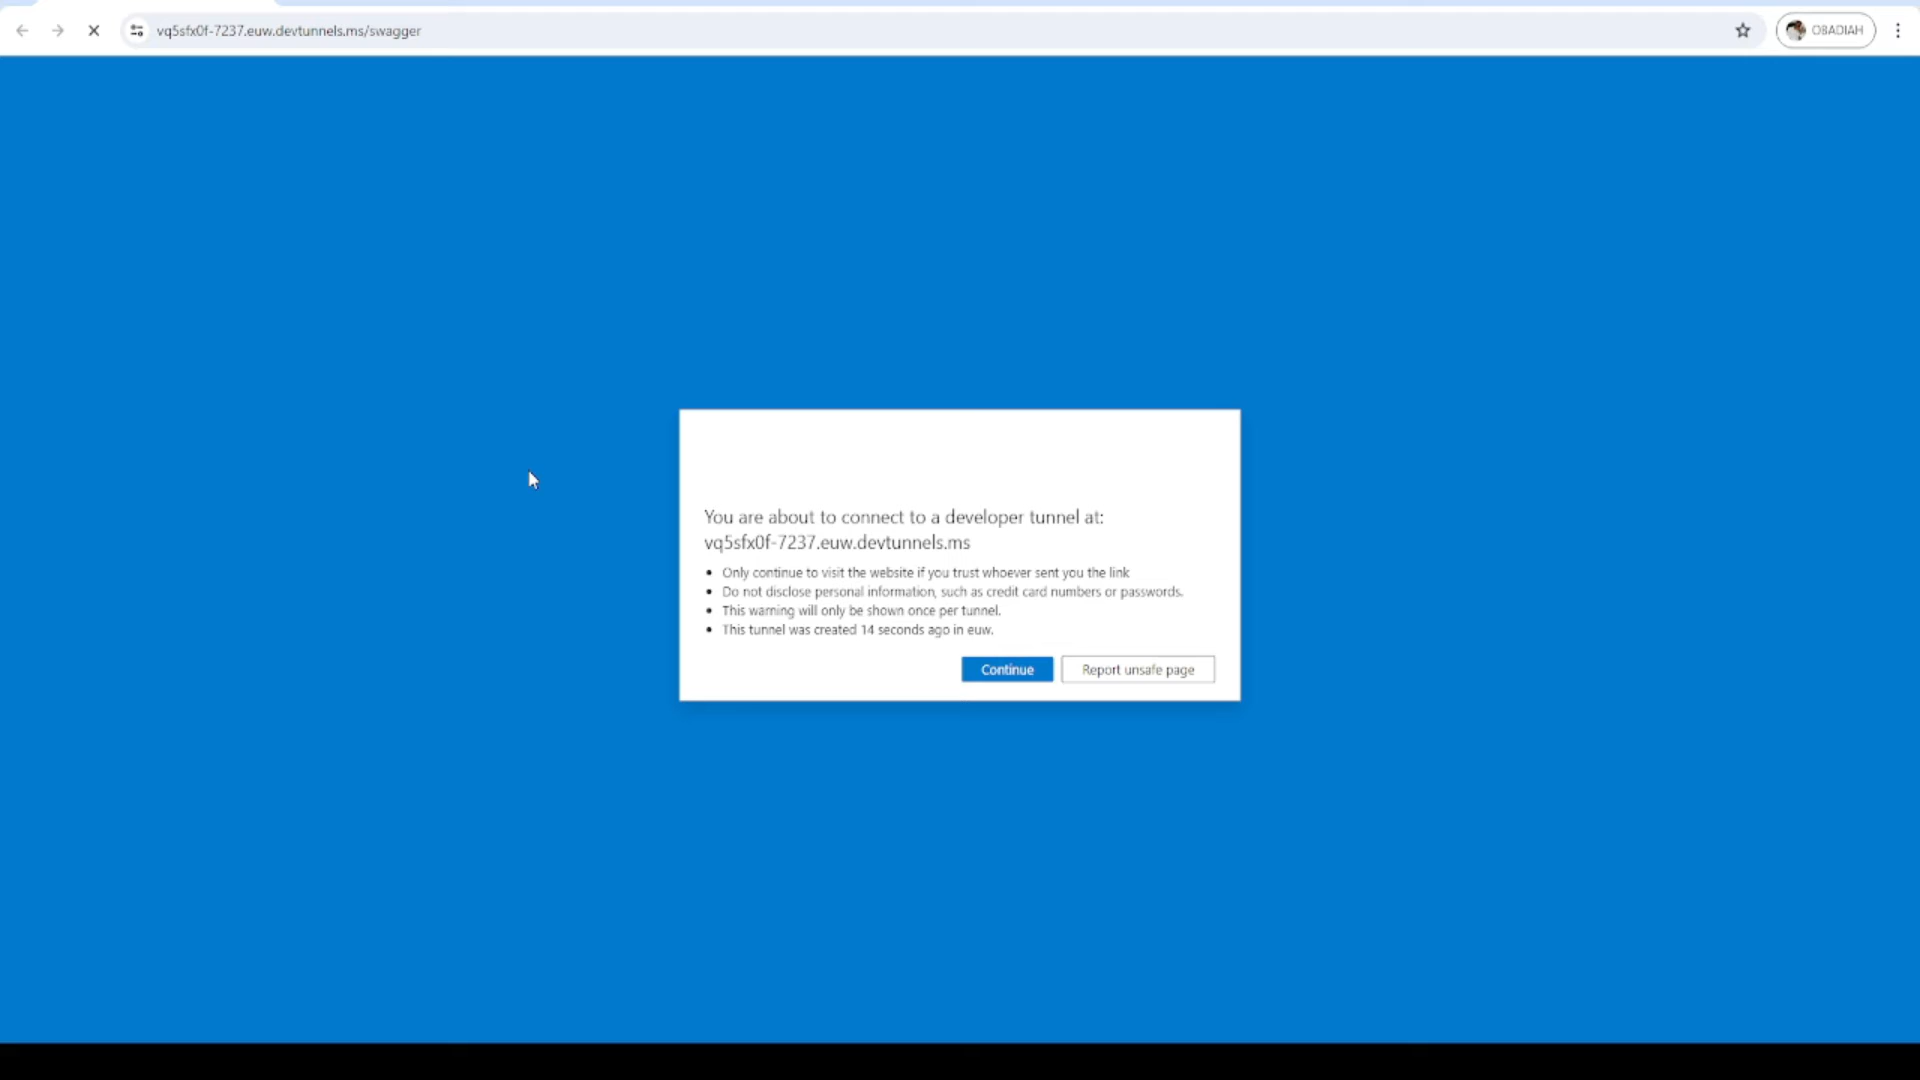 vq5sfx0f-7237.euw.devtunnels.ms/swagger
OBADIAH
You are about to connect to a developer tunnel at:
vq5sfx0f-7237.euw.devtunnels.ms
• Only continue to visit the website if you trust whoever sent you the link
• Do not disclose personal information, such as credit card numbers or passwords.
• This warning will only be shown once per tunnel.
• This tunnel was created 14 seconds ago in euw.
Continue
Report unsafe page